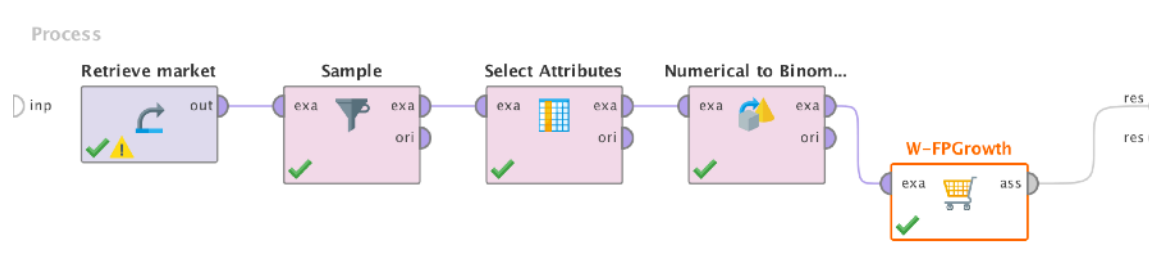 Process
Retrieve market
Sample
Select Attributes
Numerical to Binom...
inp
out
exa
exa
exa
exa
exa
exa
res
ori
ori
ori
res
W-FPGrowth
exa
ass